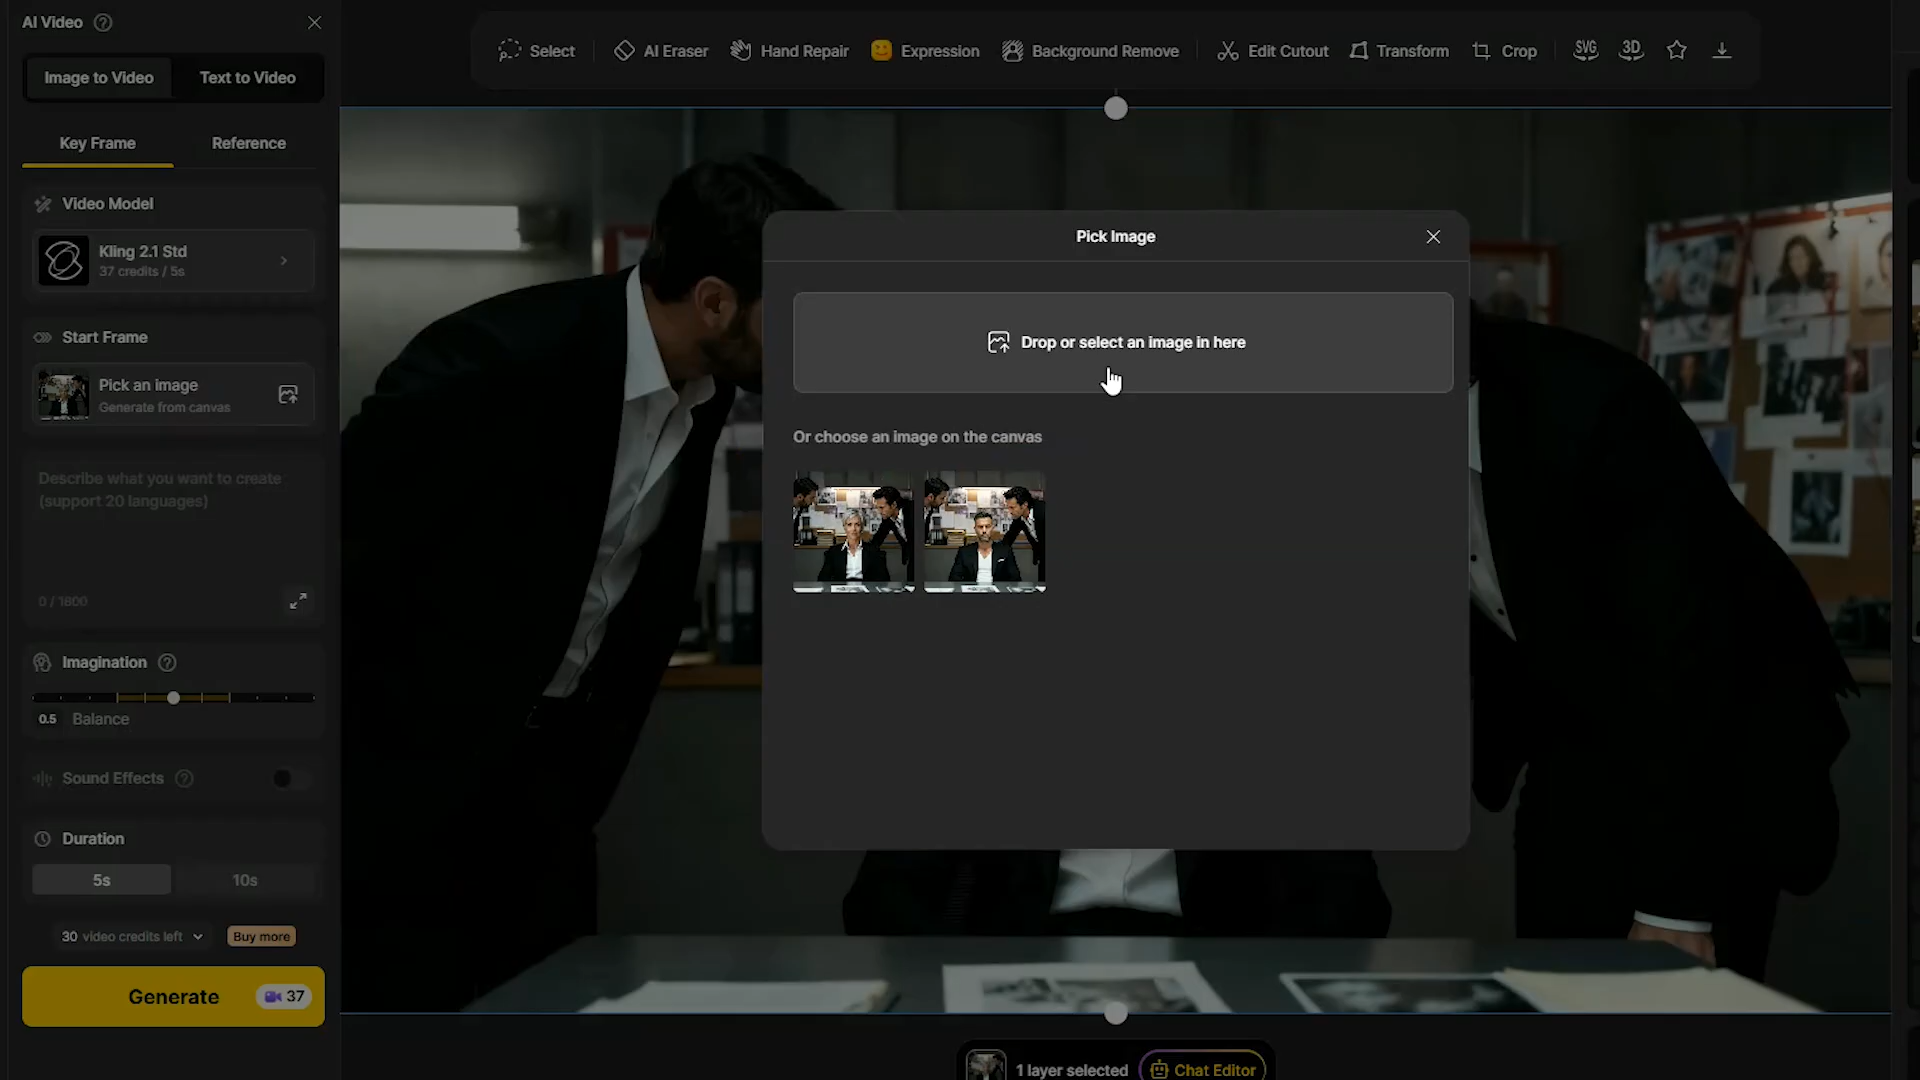 AI Video
Select
AI Eraser
Hand Repair
Expression
Background Remove
Edit Cutout
Transform
Crop
SVG
3D
Image to Video
Text to Video
Key Frame
Reference
Video Model
Kling 2.1 Std
37 credits / 5s
Start Frame
Pick an image
Generate from canvas
Describe what you want to create
(support 20 languages)
0 / 1800
Imagination
0.5 Balance
Sound Effects
Duration
5s
10s
30 video credits left
Buy more
Generate
37
Pick Image
Drop or select an image in here
Or choose an image on the canvas
1 layer selected
Chat Editor